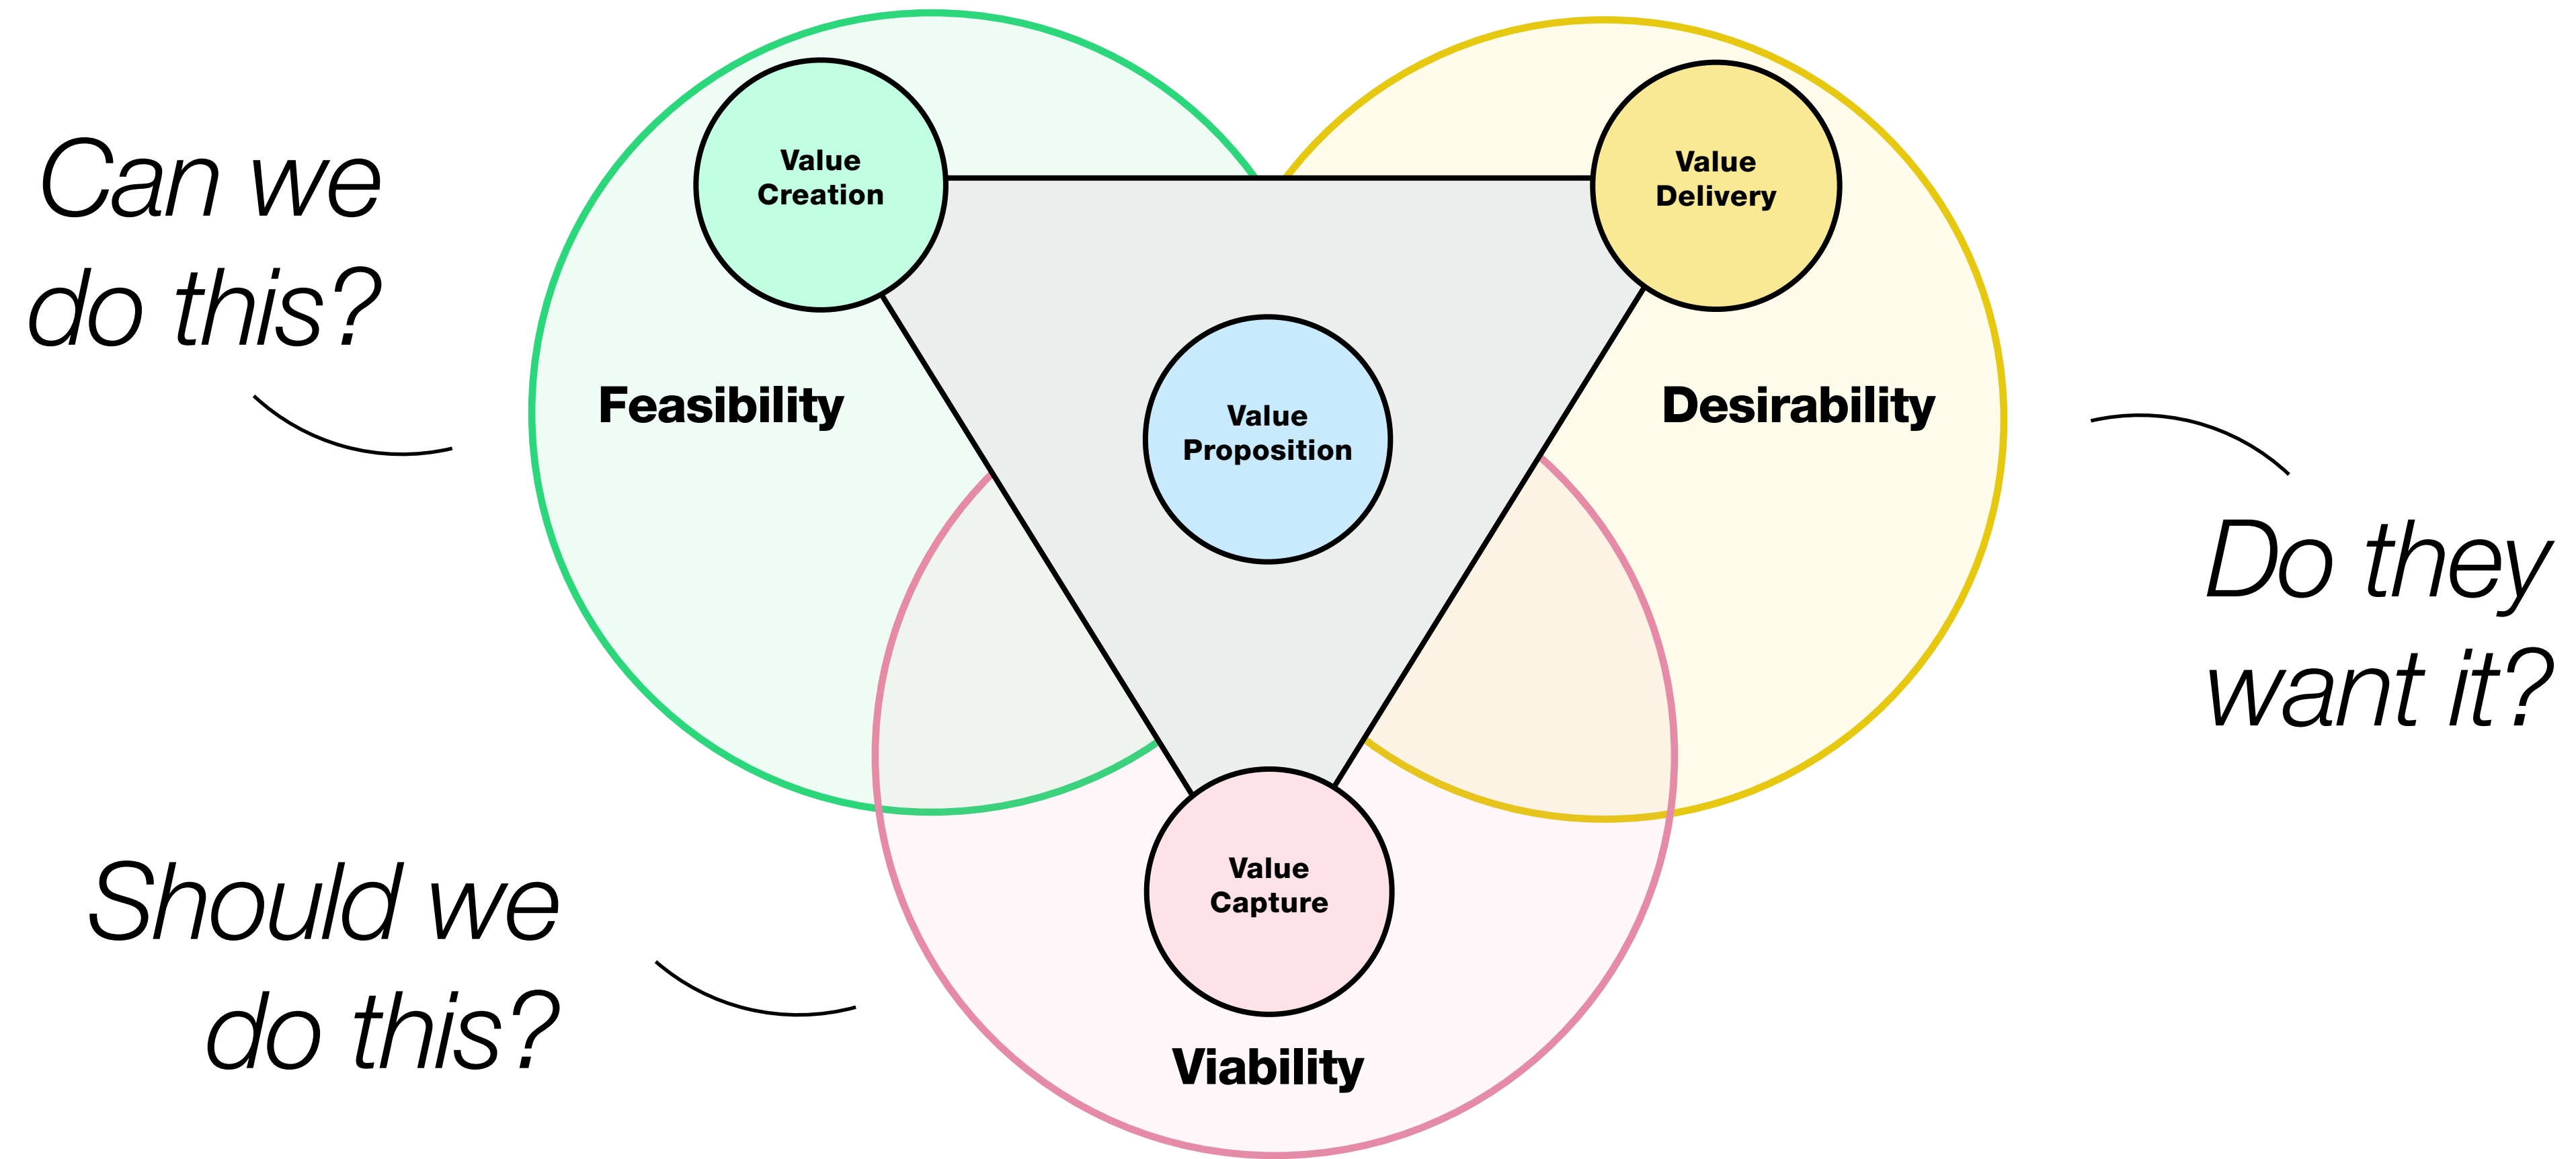 Can we
do this?
Value
Creation
Value
Delivery
Feasibility
Value
Proposition
Desirability
Do they
want it?
Should we
do this?
Value
Capture
Viability